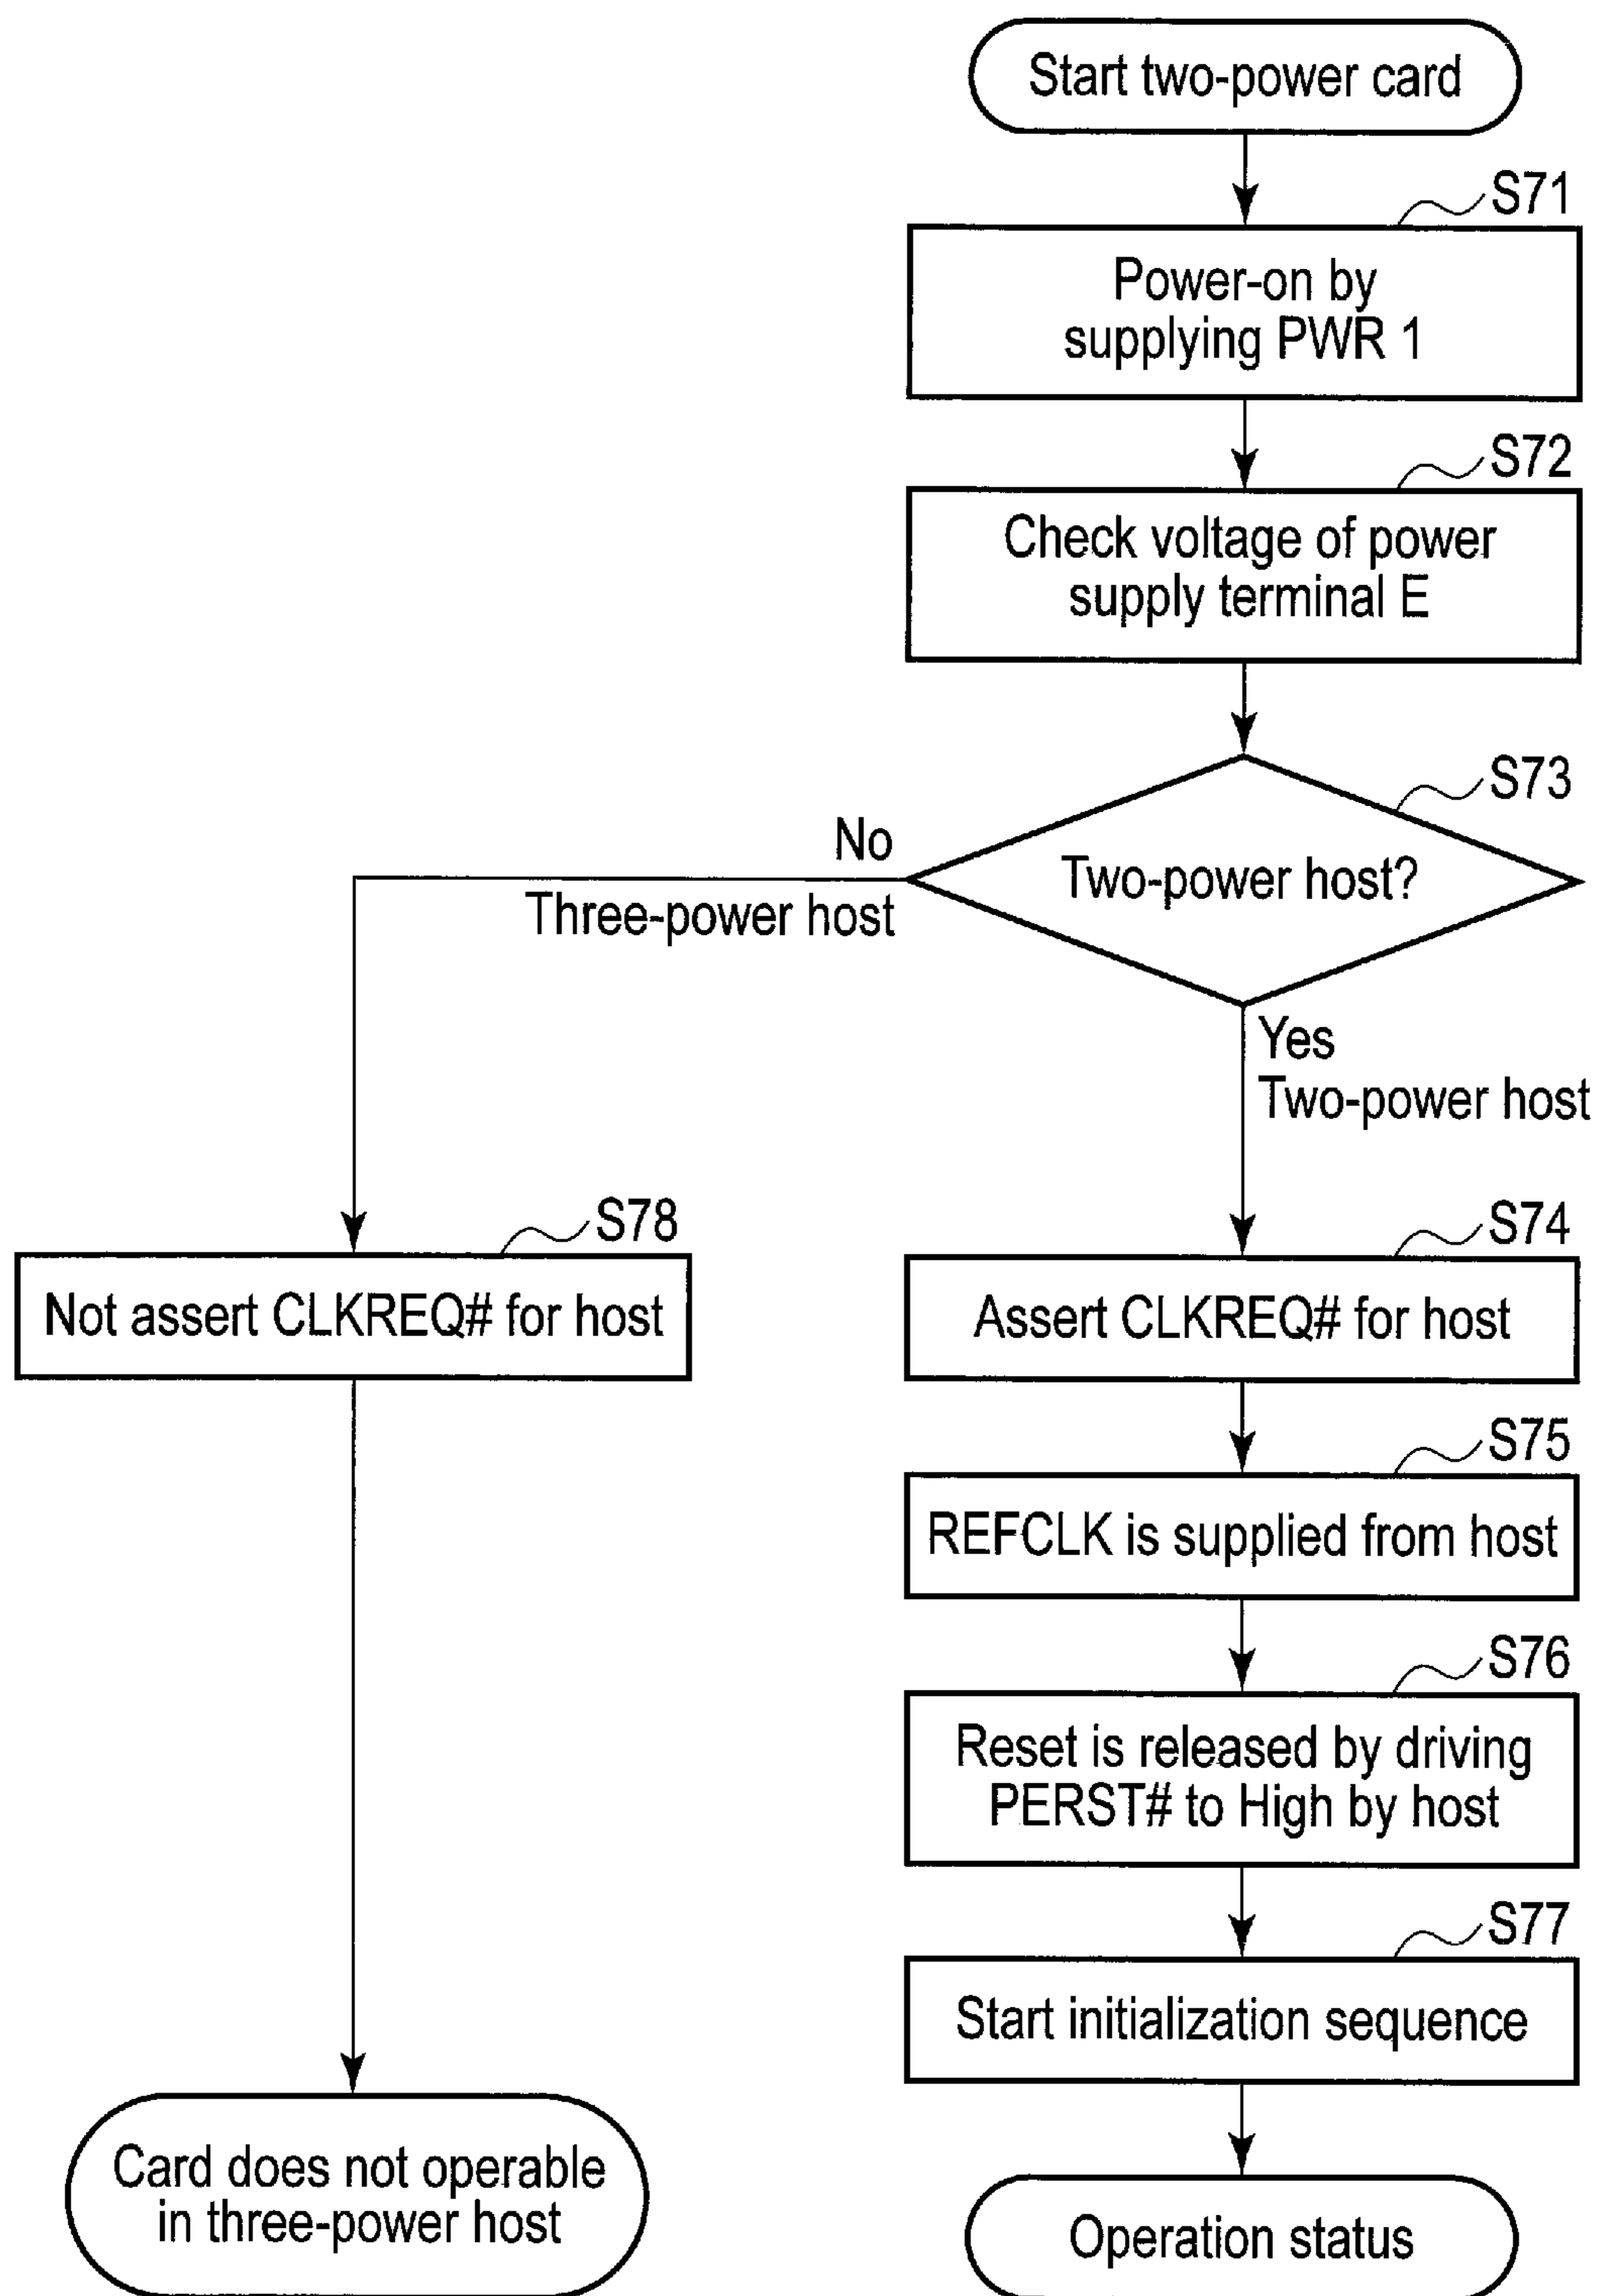 Start two-power card
S71
Power-on by
supplying PWR 1
S72
Check voltage of power
supply terminal E
S73
Two-power host?
No
Three-power host
Yes
Two-power host
S78
Not assert CLKREQ# for host
S74
Assert CLKREQ# for host
S75
REFCLK is supplied from host
S76
Reset is released by driving
PERST# to High by host
S77
Start initialization sequence
Card does not operable
in three-power host
Operation status